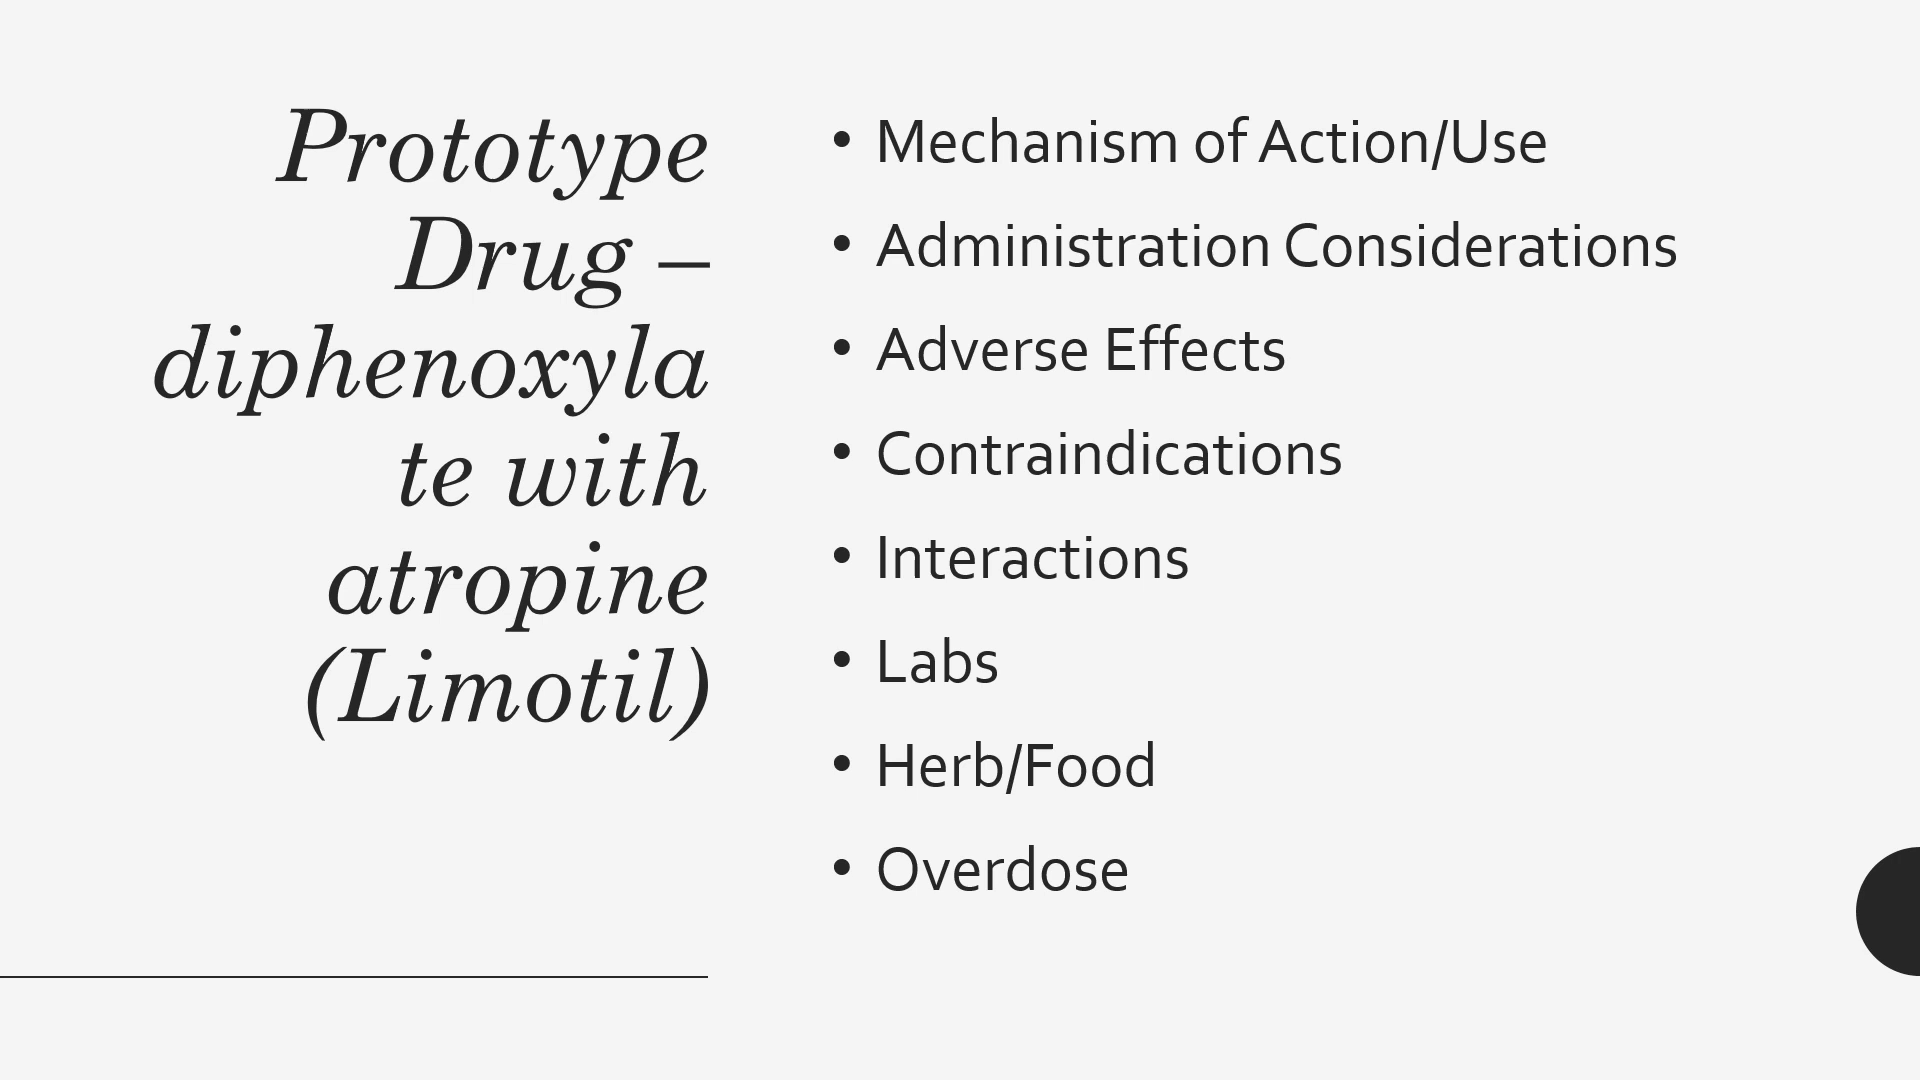 Prototype
Drug –
diphenoxyla
te with
atropine
(Limotil)
• Mechanism of Action/Use
• Administration Considerations
• Adverse Effects
• Contraindications
• Interactions
• Labs
• Herb/Food
• Overdose